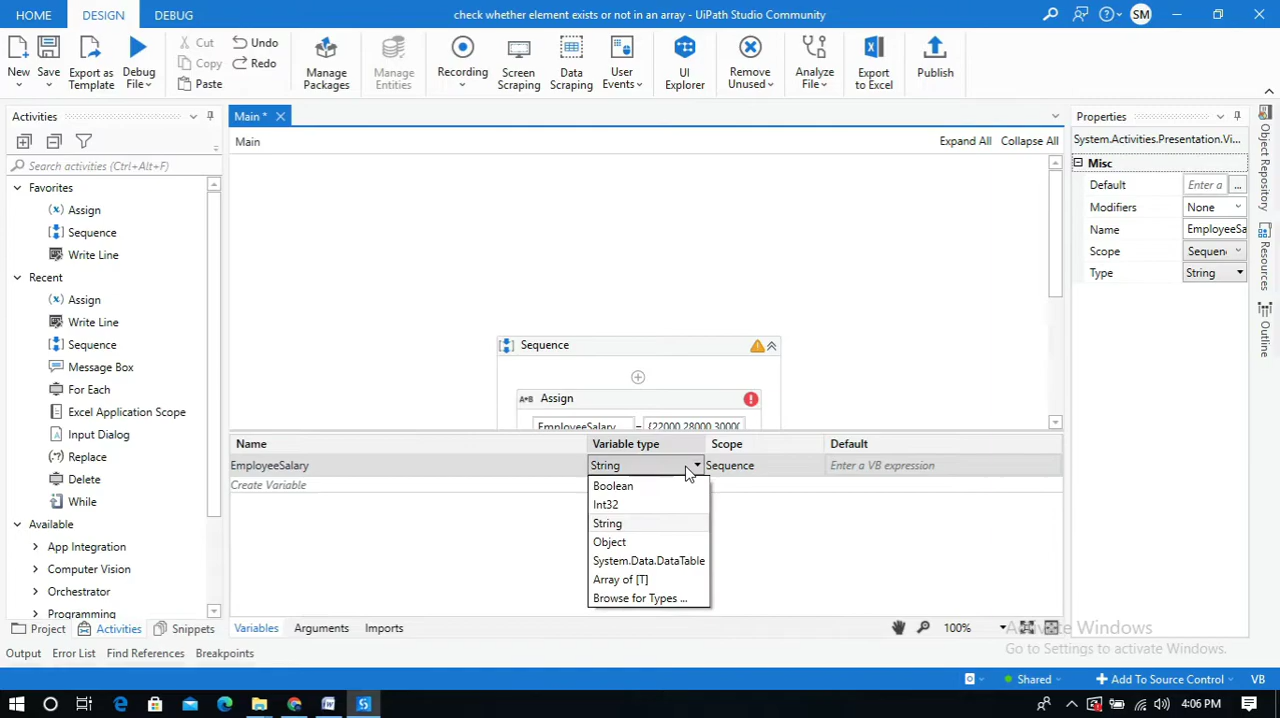 HOME DESIGN DEBUG check whether element exists or not in an array - UiPath Studio Community SM
New Save Export as Template Debug File Cut Copy Paste Undo Redo Manage Packages Manage Entities Recording Screen Scraping Data Scraping User Events UI Explorer Remove Unused Analyze File Export to Excel Publish
Activities
Search activities (Ctrl+Alt+F)
Favorites
Assign
Sequence
Write Line
Recent
Assign
Write Line
Sequence
Message Box
For Each
Excel Application Scope
Input Dialog
Replace
Delete
While
Available
App Integration
Computer Vision
Orchestrator
Programming
Project Activities Snippets
Main *
Main Expand All Collapse All
Sequence
A*B Assign
EmployeeSalary = {22000,28000,3000(
Name Variable type Scope Default
EmployeeSalary String Sequence Enter a VB expression
Create Variable
Boolean
Int32
String
Object
System.Data.DataTable
Array of [T]
Browse for Types ...
Variables Arguments Imports 100%
Properties
System.Activities.Presentation.Vi...
Misc
Default Enter a ...
Modifiers None
Name EmployeeSa
Scope Sequen
Type String
Object Repository
Resources
Outline
Activate Windows
Go to Settings to activate Windows.
Output Error List Find References Breakpoints
Shared Add To Source Control VB
4:06 PM